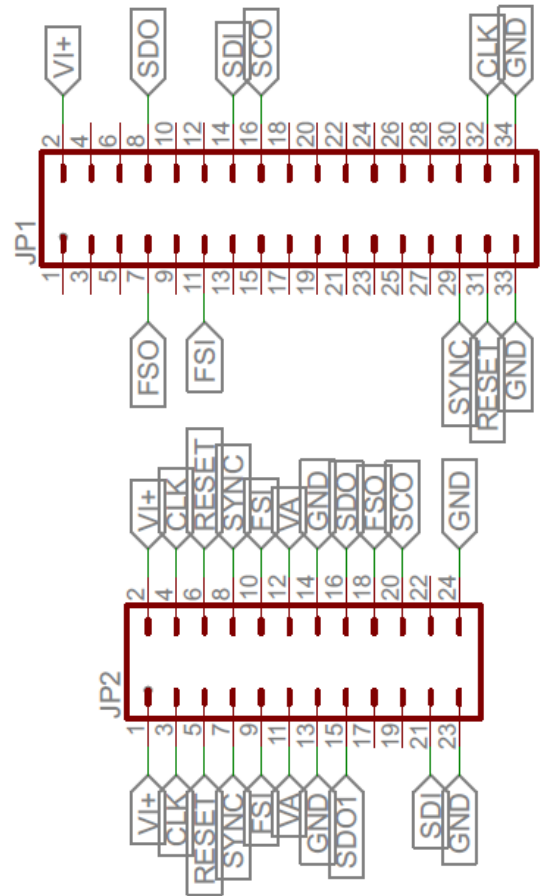 VI+
SDO
SDI
SCO
CLK
GND
2
4
6
8
10
12
14
16
18
20
22
24
26
28
30
32
34
JP1
1
3
5
7
9
11
13
15
17
19
21
23
25
27
29
31
33
FSO
FSI
SYNC
RESET
GND
VI+
CLK
RESET
SYNC
FSI
VA
GND
SDO
FSO
SCO
GND
2
4
6
8
10
12
14
16
18
20
22
24
JP2
1
3
5
7
9
11
13
15
17
19
21
23
VI+
CLK
RESET
SYNC
FSI
VA
GND
SDO1
SDI
GND